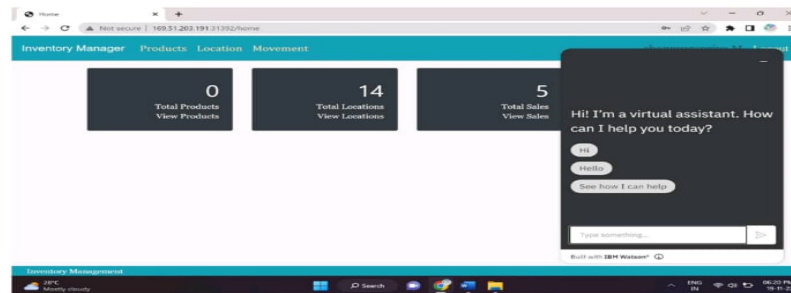 Home
Not secure | 169.51.203.191:31392/home
Inventory Manager Products Location Movement
0
Total Products
View Products
14
Total Locations
View Locations
5
Total Sales
View Sales
Hi! I'm a virtual assistant. How
can I help you today?
Hi
Hello
See how I can help
Type something...
Built with IBM Watson®
Inventory Management
28°C
Mostly cloudy
Search
ENG
IN
06:20 PM